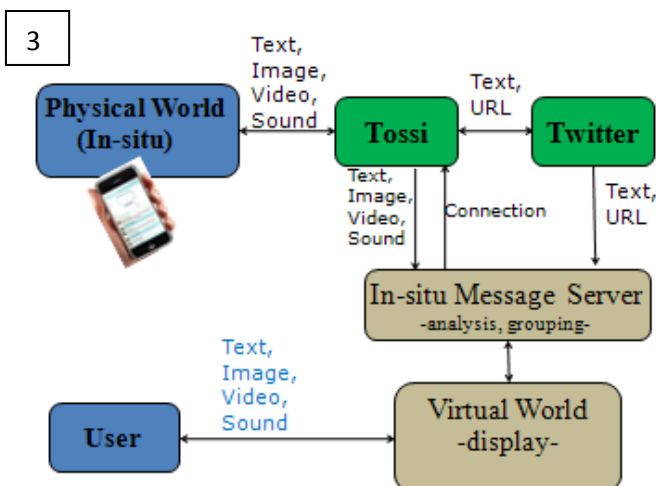 3
Text,
Image,
Video,
Sound
Physical World
(In-situ)
Tossi
Text,
URL
Twitter
Text,
Image,
Video,
Sound
Connection
Text,
URL
In-situ Message Server
-analysis, grouping-
Text,
Image,
Video,
Sound
User
Virtual World
-display-